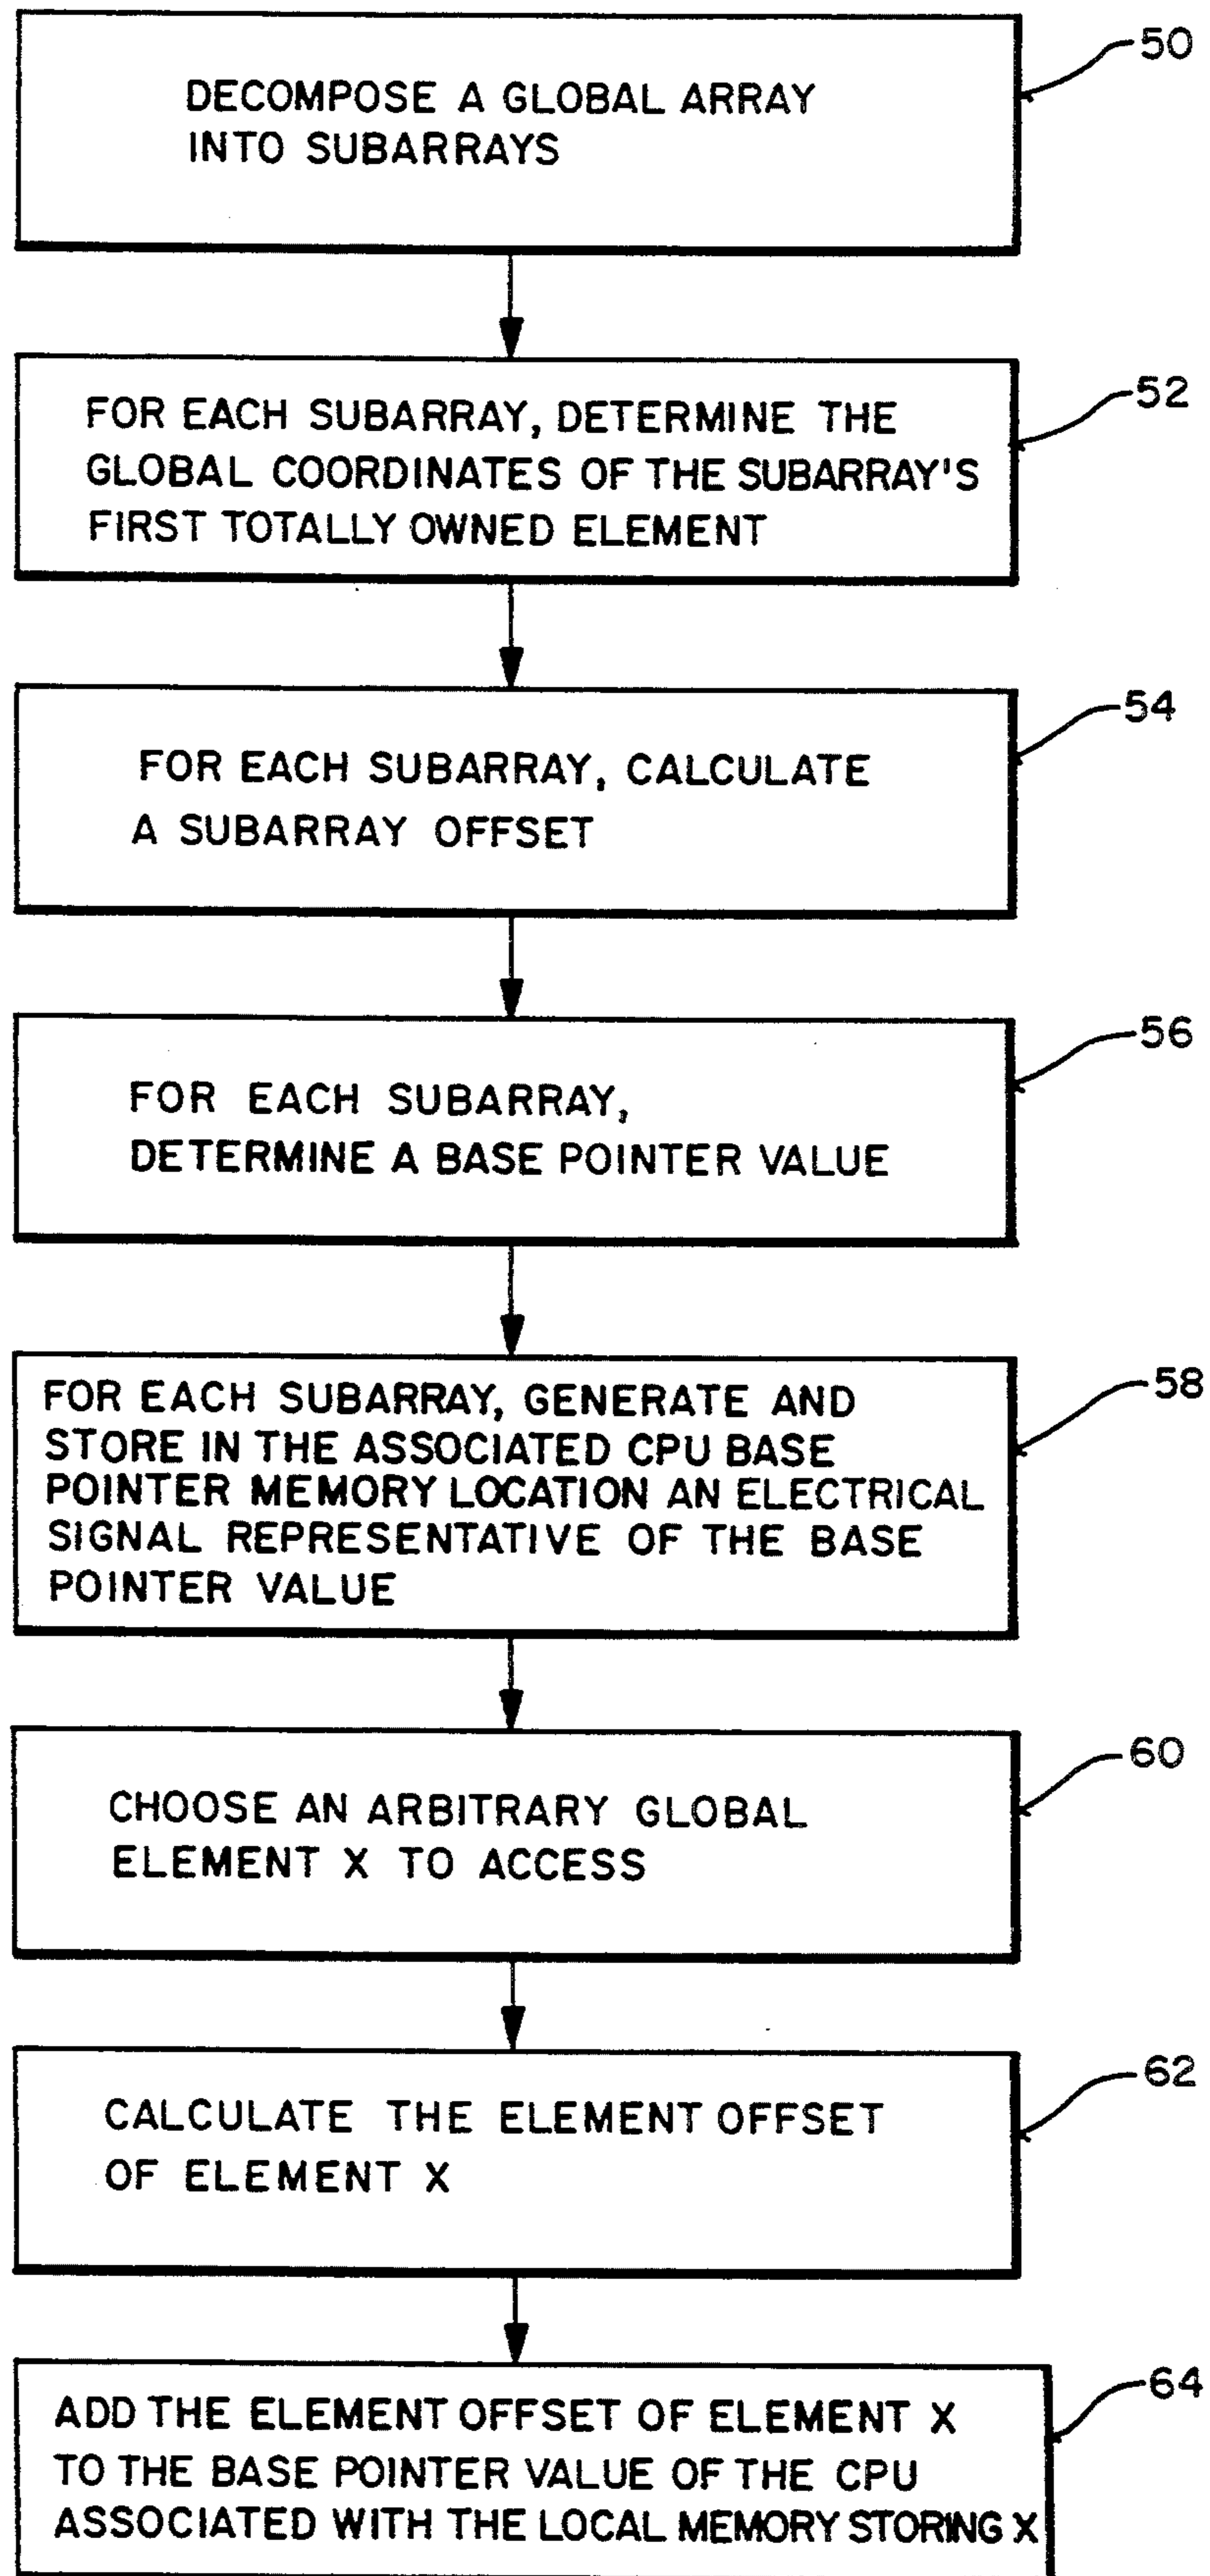 50
DECOMPOSE A GLOBAL ARRAY
INTO SUBARRAYS
52
FOR EACH SUBARRAY, DETERMINE THE
GLOBAL COORDINATES OF THE SUBARRAY'S
FIRST TOTALLY OWNED ELEMENT
54
FOR EACH SUBARRAY, CALCULATE
A SUBARRAY OFFSET
56
FOR EACH SUBARRAY,
DETERMINE A BASE POINTER VALUE
58
FOR EACH SUBARRAY, GENERATE AND
STORE IN THE ASSOCIATED CPU BASE
POINTER MEMORY LOCATION AN ELECTRICAL
SIGNAL REPRESENTATIVE OF THE BASE
POINTER VALUE
60
CHOOSE AN ARBITRARY GLOBAL
ELEMENT X TO ACCESS
62
CALCULATE THE ELEMENT OFFSET
OF ELEMENT X
64
ADD THE ELEMENT OFFSET OF ELEMENT X
TO THE BASE POINTER VALUE OF THE CPU
ASSOCIATED WITH THE LOCAL MEMORY STORING X